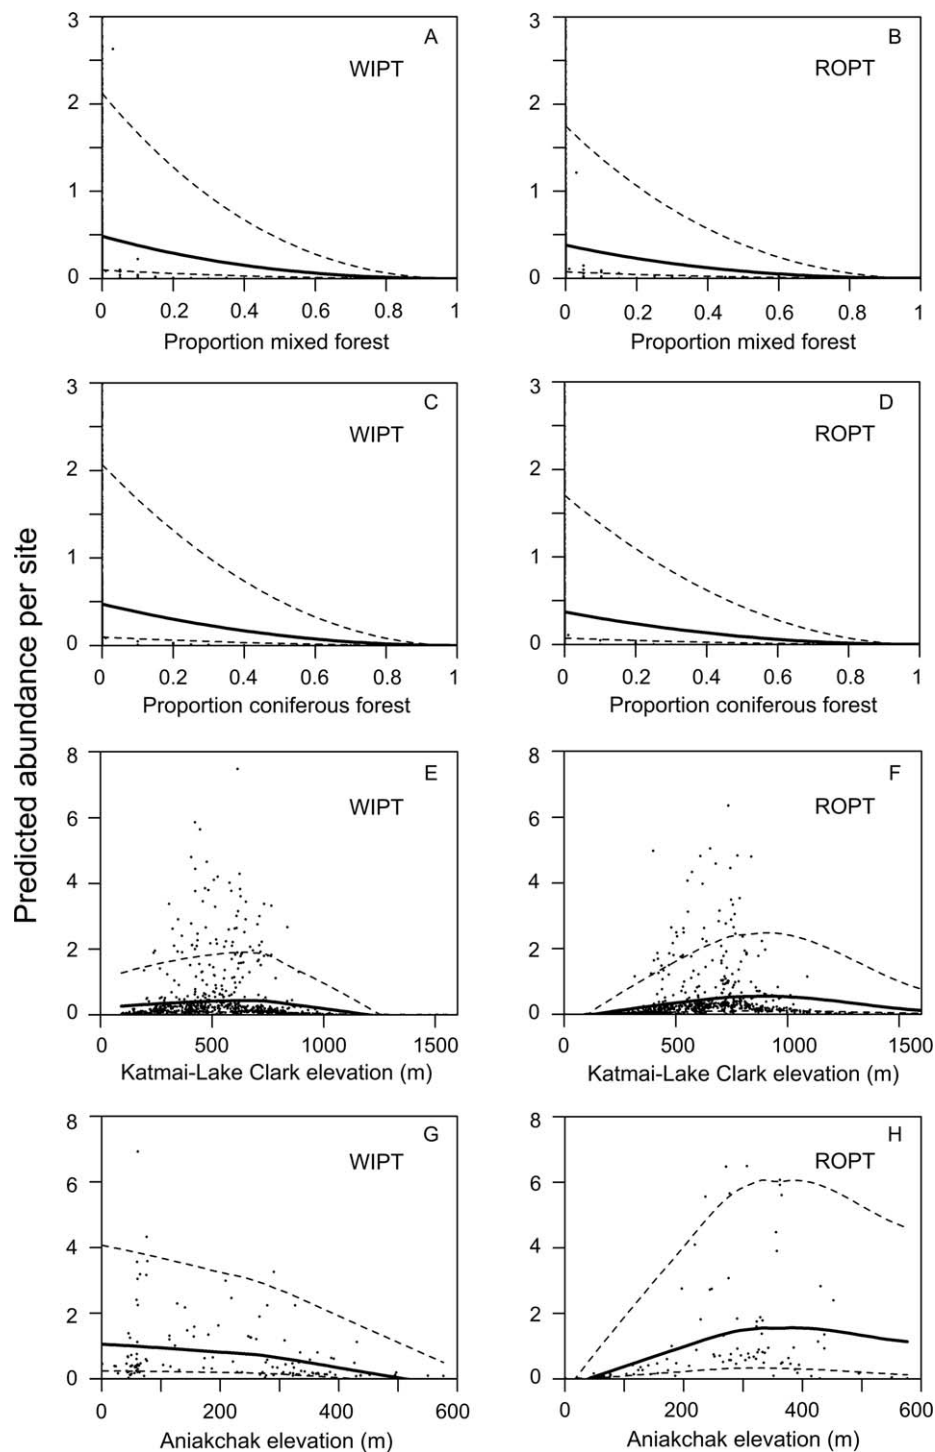 Predicted abundance per site
3 A
WIPT
2
1
0
0 0.2 0.4 0.6 0.8 1
Proportion mixed forest
3 B
ROPT
2
1
0
0 0.2 0.4 0.6 0.8 1
Proportion mixed forest
3 C
WIPT
2
1
0
0 0.2 0.4 0.6 0.8 1
Proportion coniferous forest
3 D
ROPT
2
1
0
0 0.2 0.4 0.6 0.8 1
Proportion coniferous forest
8 E
WIPT
6
4
2
0
0 500 1000 1500
Katmai-Lake Clark elevation (m)
8 F
ROPT
6
4
2
0
0 500 1000 1500
Katmai-Lake Clark elevation (m)
8 G
WIPT
6
4
2
0
0 200 400 600
Aniakchak elevation (m)
8 H
ROPT
6
4
2
0
0 200 400 600
Aniakchak elevation (m)